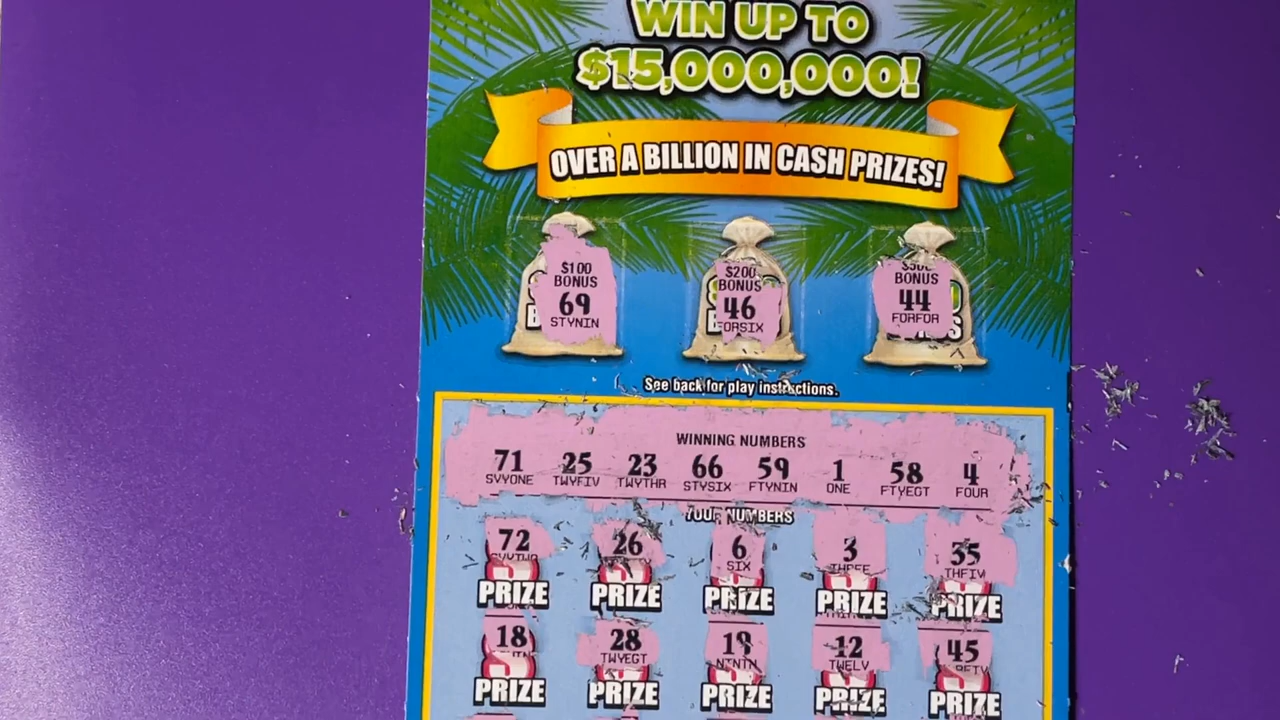 WIN UP TO
$15,000,000!
OVER A BILLION IN CASH PRIZES!
$100 $200
BONUS BONUS BONUS
69 46 44
STYNIN FORSIX FORFOR
See back for play instructions.
WINNING NUMBERS
71 25 23 66 59 1 58 4
SVYONE TWYFIV TWYTHR STYSIX FTYNIN ONE FTYEGT FOUR
YOUR NUMBERS
72 26 6 3 35
SIX THREE THFIV
PRIZE PRIZE PRIZE PRIZE PRIZE
18 28 19 12 45
TWYEGT NINTN TWELV
PRIZE PRIZE PRIZE PRIZE PRIZE